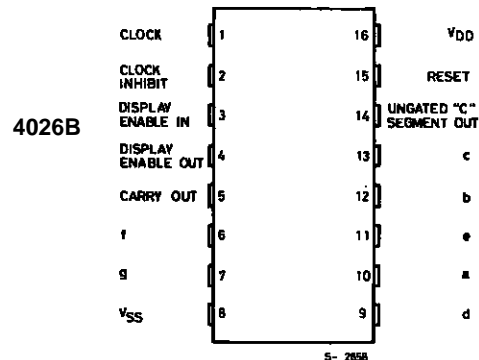 CLOCK 1 16 VDD
CLOCK INHIBIT 2 15 RESET
DISPLAY ENABLE IN 3 14 UNGATED "C" SEGMENT OUT
4026B
DISPLAY ENABLE OUT 4 13 c
CARRY OUT 5 12 b
f 6 11 e
g 7 10 a
VSS 8 9 d
S- 2658